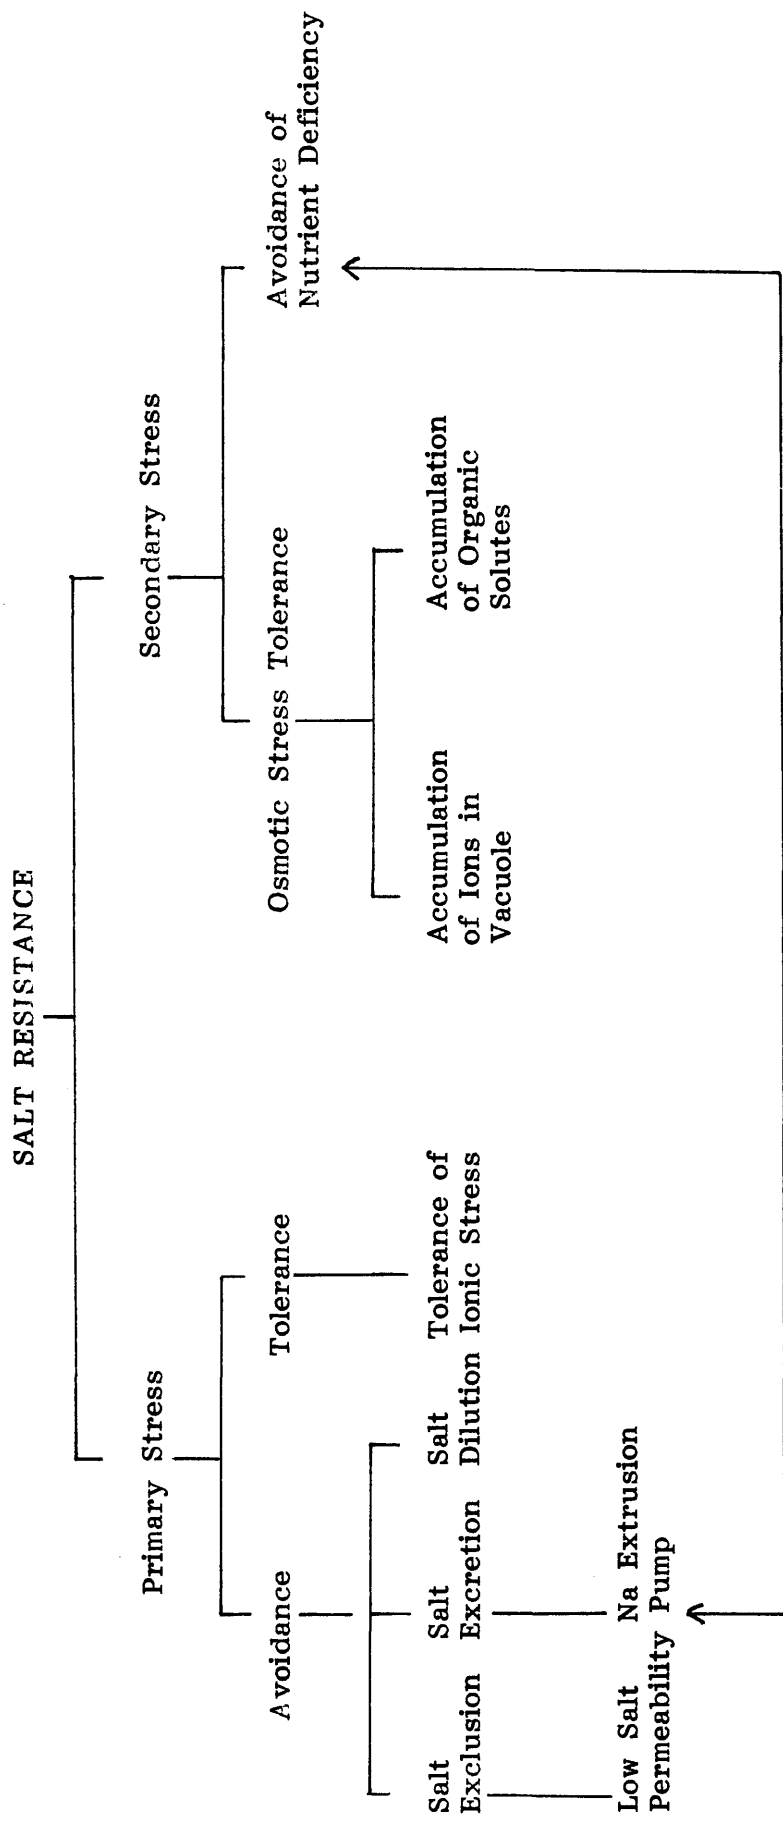 SALT RESISTANCE
Primary Stress
Secondary Stress
Avoidance
Tolerance
Osmotic Stress Tolerance
Avoidance of
Nutrient Deficiency
Salt
Exclusion
Salt
Excretion
Salt
Dilution
Tolerance of
Ionic Stress
Accumulation
of Ions in
Vacuole
Accumulation
of Organic
Solutes
Low Salt
Permeability
Na Extrusion
Pump